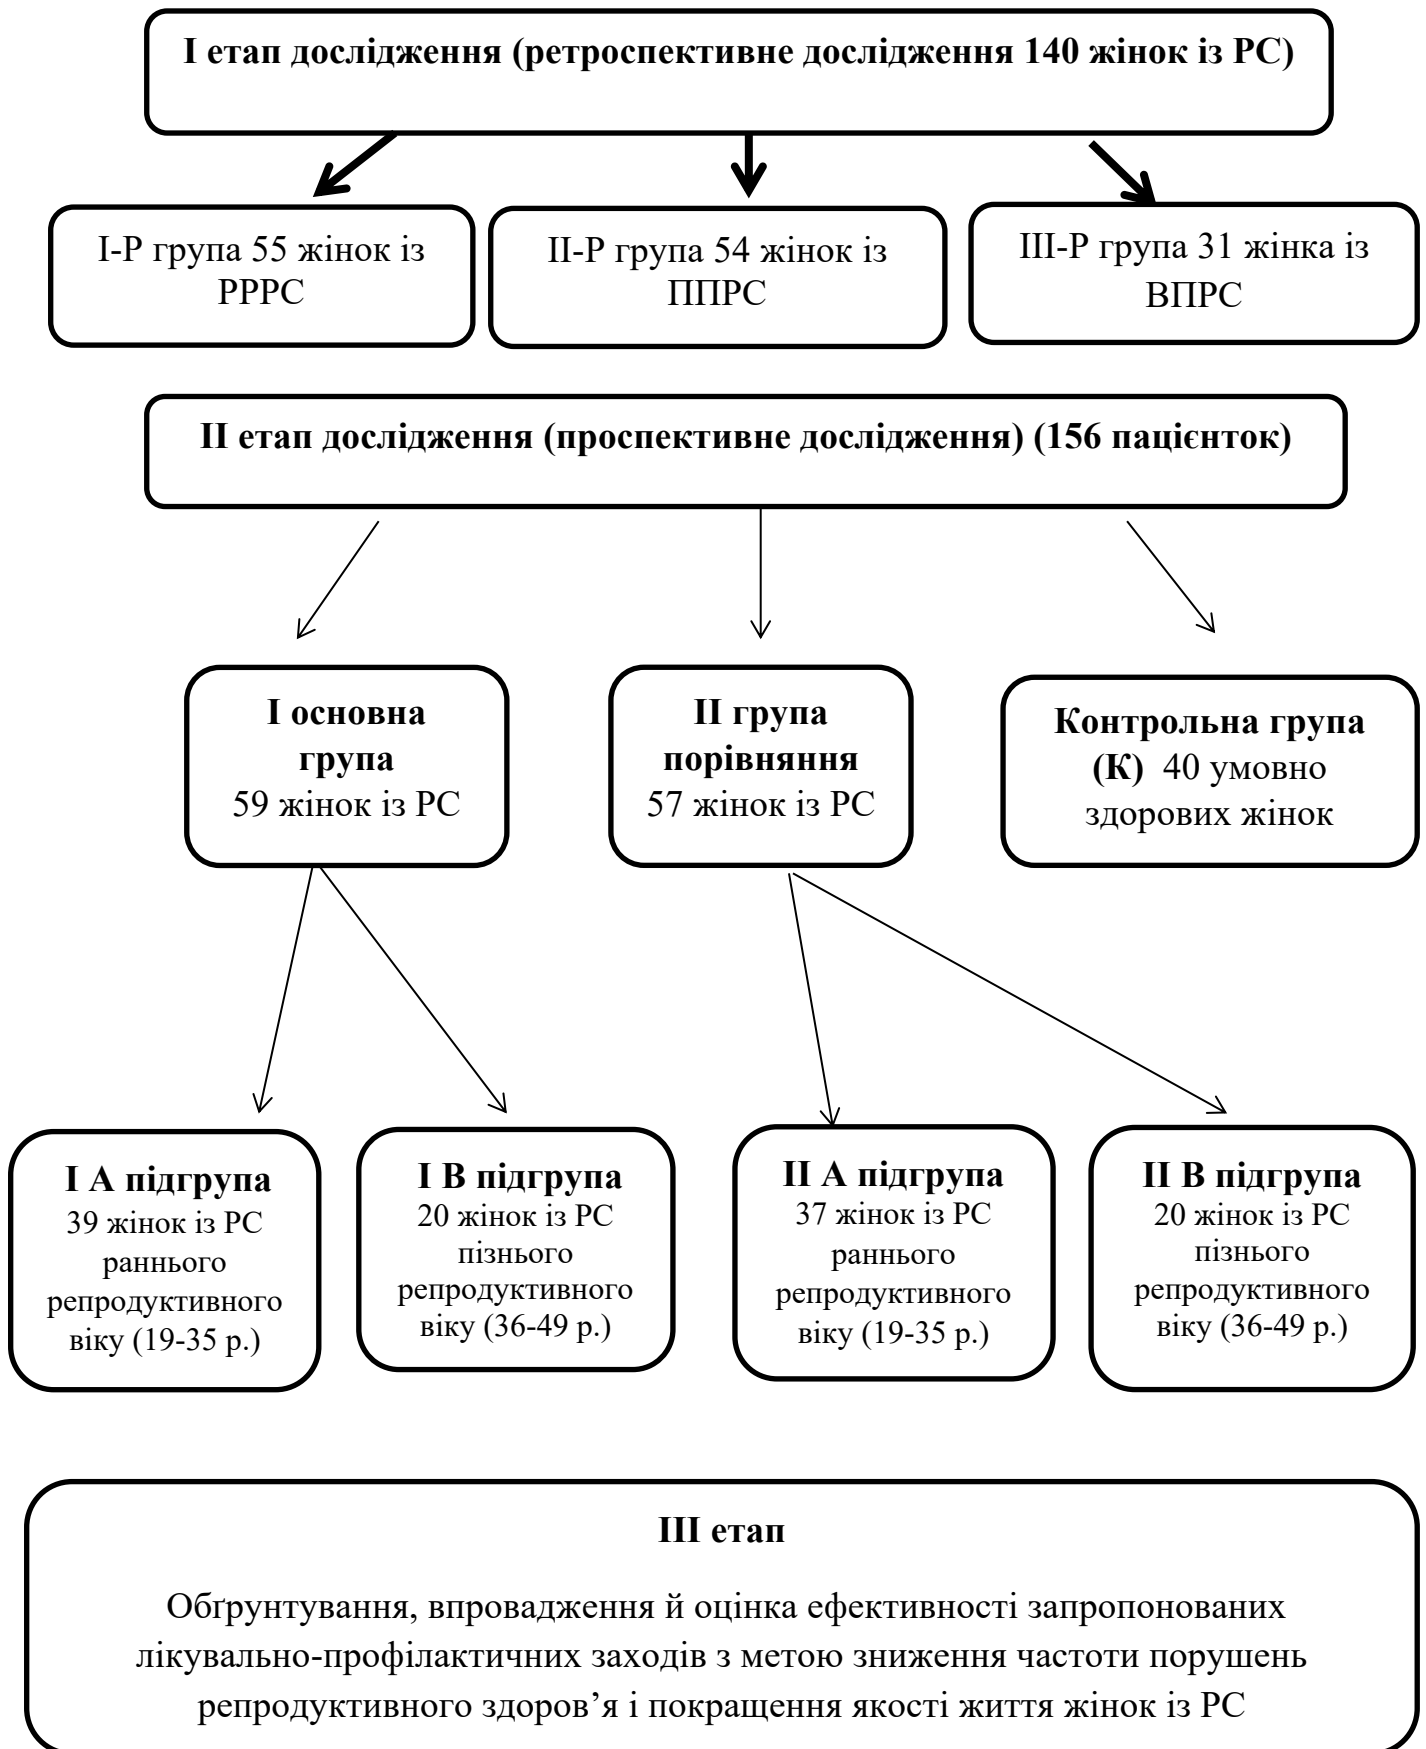 І етап дослідження (ретроспективне дослідження 140 жінок із РС)
І-Р група 55 жінок із
РРРС
ІІ-Р група 54 жінок із
ППРС
ІІІ-Р група 31 жінка із
ВПРС
ІІ етап дослідження (проспективне дослідження) (156 пацієнток)
І основна
група
59 жінок із РС
ІІ група
порівняння
57 жінок із РС
Контрольна група
(К) 40 умовно
здорових жінок
І А підгрупа
39 жінок із РС
раннього
репродуктивного
віку (19-35 р.)
І В підгрупа
20 жінок із РС
пізнього
репродуктивного
віку (36-49 р.)
ІІ А підгрупа
37 жінок із РС
раннього
репродуктивного
віку (19-35 р.)
ІІ В підгрупа
20 жінок із РС
пізнього
репродуктивного
віку (36-49 р.)
ІІІ етап
Обґрунтування, впровадження й оцінка ефективності запропонованих
лікувально-профілактичних заходів з метою зниження частоти порушень
репродуктивного здоров’я і покращення якості життя жінок із РС